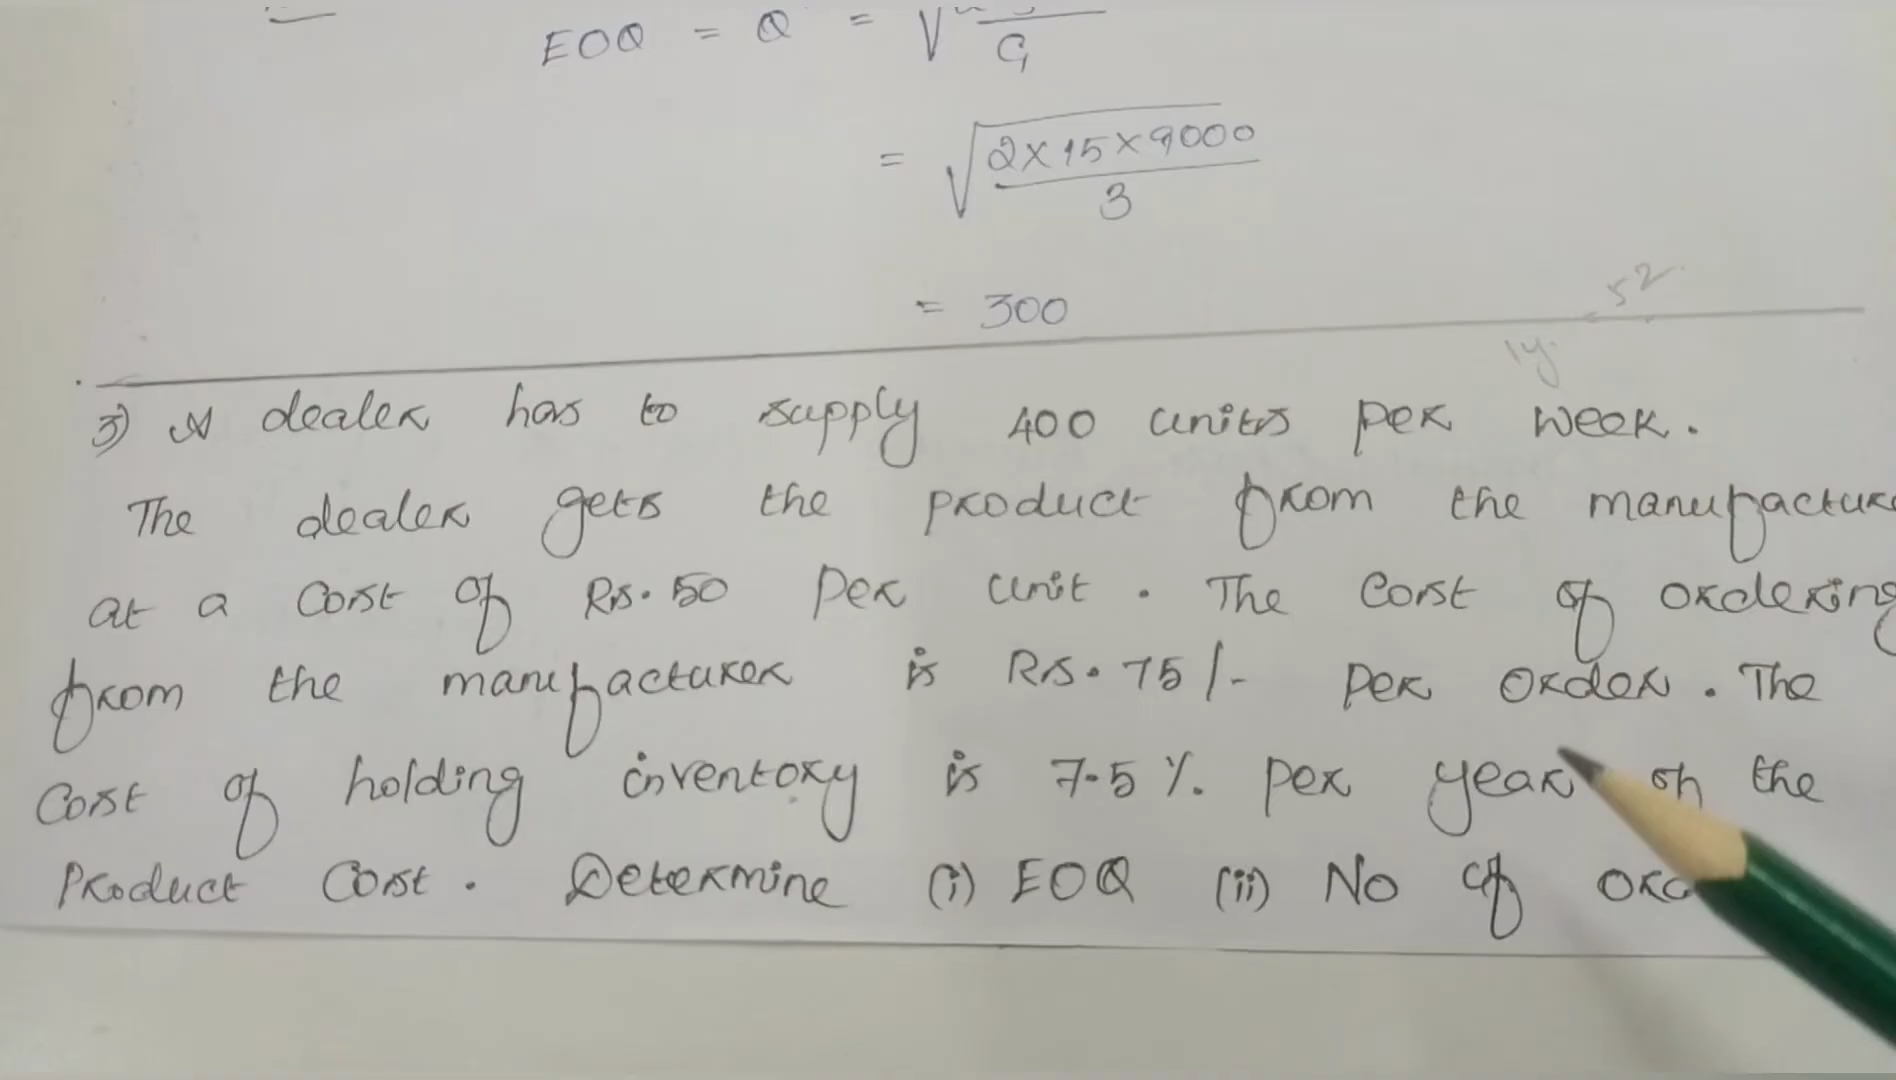 EOQ = Q = √ C1
= √ 2×15×9000 / 3
= 300
52
1y.
3) A dealer has to supply 400 units per week.
The dealer gets the product from the manufacture
at a cost of Rs. 50 per unit. The cost of ordering
from the manufacturer is Rs. 75/- per order. The
cost of holding inventory is 7.5 %. per year on the
product cost. Determine (i) EOQ (ii) No of